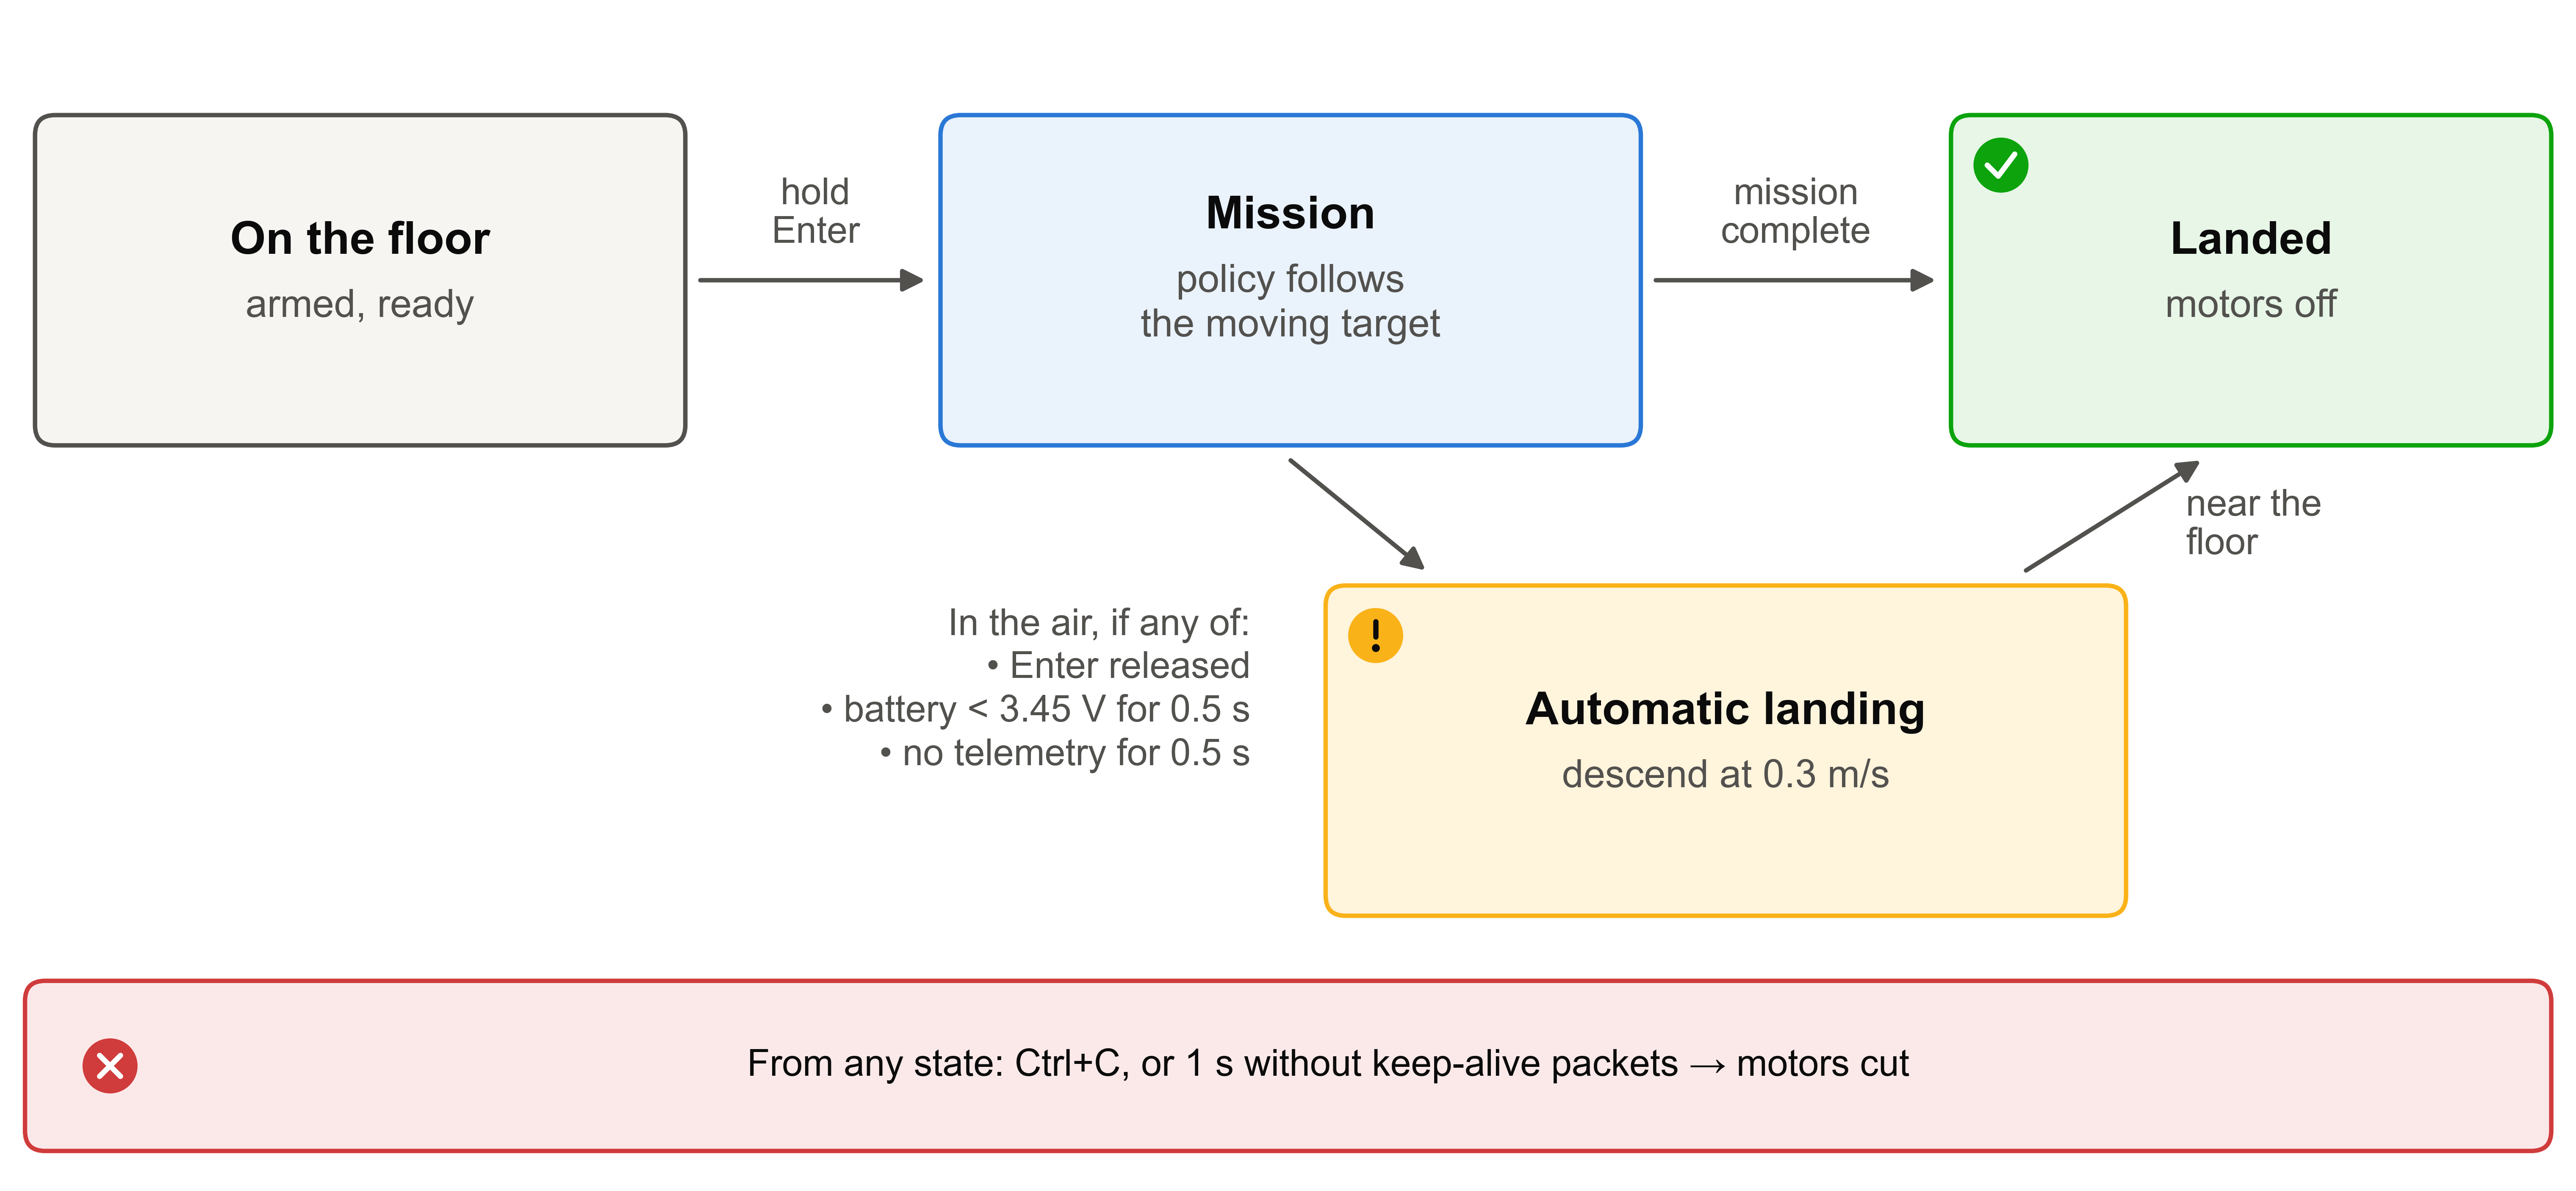 On the floor
armed, ready
hold
Enter
Mission
policy follows
the moving target
mission
complete
Landed
motors off
near the
floor
In the air, if any of:
• Enter released
• battery < 3.45 V for 0.5 s
• no telemetry for 0.5 s
Automatic landing
descend at 0.3 m/s
From any state: Ctrl+C, or 1 s without keep-alive packets → motors cut